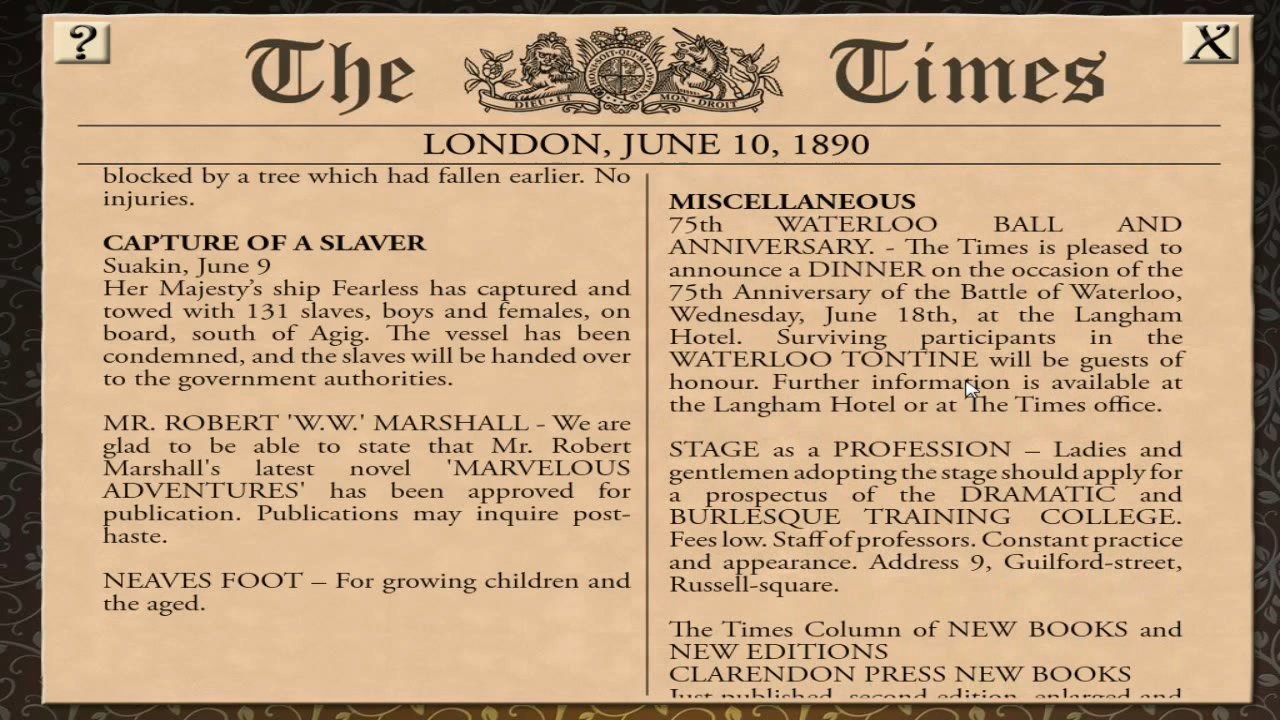 ?
The Times
X
HONI·SOIT·QUI·MAL
DIEU·ET MON·DROIT
LONDON, JUNE 10, 1890
blocked by a tree which had fallen earlier. No
injuries.
CAPTURE OF A SLAVER
Suakin, June 9
Her Majesty's ship Fearless has captured and
towed with 131 slaves, boys and females, on
board, south of Agig. The vessel has been
condemned, and the slaves will be handed over
to the government authorities.
MR. ROBERT 'W.W.' MARSHALL - We are
glad to be able to state that Mr. Robert
Marshall's latest novel 'MARVELOUS
ADVENTURES' has been approved for
publication. Publications may inquire post-
haste.
NEAVES FOOT – For growing children and
the aged.
MISCELLANEOUS
75th WATERLOO BALL AND
ANNIVERSARY. - The Times is pleased to
announce a DINNER on the occasion of the
75th Anniversary of the Battle of Waterloo,
Wednesday, June 18th, at the Langham
Hotel. Surviving participants in the
WATERLOO TONTINE will be guests of
honour. Further information is available at
the Langham Hotel or at The Times office.
STAGE as a PROFESSION – Ladies and
gentlemen adopting the stage should apply for
a prospectus of the DRAMATIC and
BURLESQUE TRAINING COLLEGE.
Fees low. Staff of professors. Constant practice
and appearance. Address 9, Guilford-street,
Russell-square.
The Times Column of NEW BOOKS and
NEW EDITIONS
CLARENDON PRESS NEW BOOKS
Just published, second edition, enlarged and